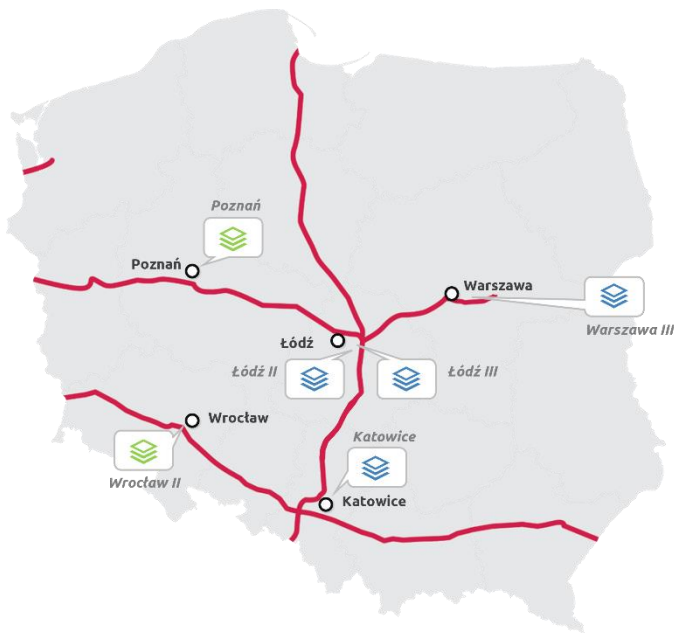 Poznań
Poznań
Warszawa
Warszawa III
Łódź
Łódź II
Łódź III
Wrocław
Katowice
Wrocław II
Katowice